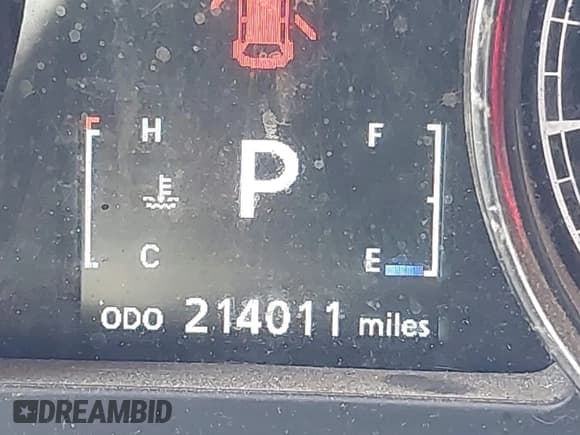 H F
P
C E
ODO 214011 miles
DREAMBID